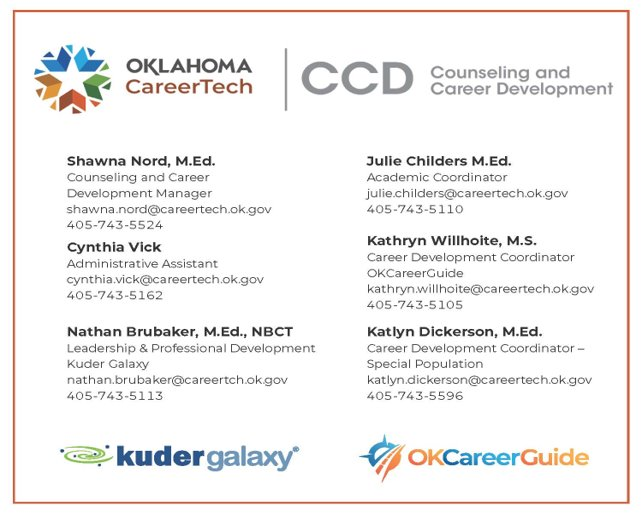 OKLAHOMA
CareerTech
CCD
Counseling and
Career Development
Shawna Nord, M.Ed.
Counseling and Career
Development Manager
shawna.nord@careertech.ok.gov
405-743-5524
Cynthia Vick
Administrative Assistant
cynthia.vick@careertech.ok.gov
405-743-5162
Nathan Brubaker, M.Ed., NBCT
Leadership & Professional Development
Kuder Galaxy
nathan.brubaker@careertch.ok.gov
405-743-5113
Julie Childers M.Ed.
Academic Coordinator
julie.childers@careertech.ok.gov
405-743-5110
Kathryn Willhoite, M.S.
Career Development Coordinator
OKCareerGuide
kathryn.willhoite@careertech.ok.gov
405-743-5105
Katlyn Dickerson, M.Ed.
Career Development Coordinator –
Special Population
katlyn.dickerson@careertech.ok.gov
405-743-5596
kuder galaxy®
OKCareerGuide